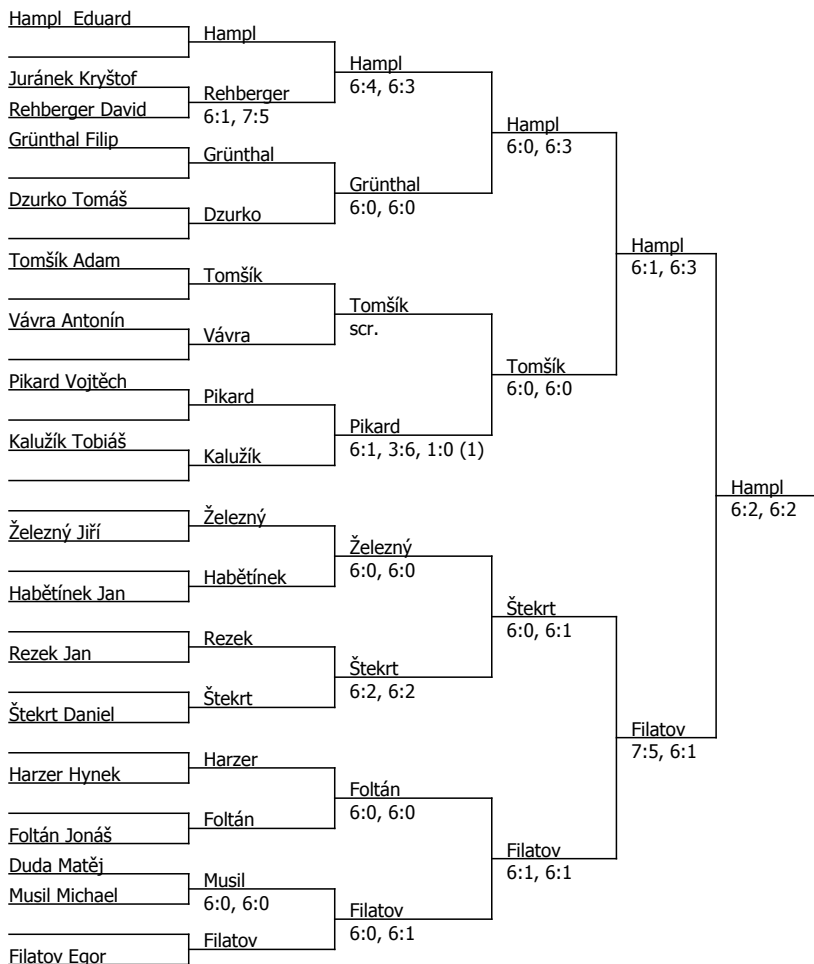 Hampl  Eduard
Hampl
Hampl
6:4, 6:3
Juránek Kryštof
Rehberger
6:1, 7:5
Rehberger David
Hampl
6:0, 6:3
Grünthal Filip
Grünthal
Grünthal
6:0, 6:0
Dzurko Tomáš
Dzurko
Hampl
6:1, 6:3
Tomšík Adam
Tomšík
Tomšík
scr.
Vávra Antonín
Vávra
Tomšík
6:0, 6:0
Pikard Vojtěch
Pikard
Pikard
6:1, 3:6, 1:0 (1)
Kalužík Tobiáš
Kalužík
Hampl
6:2, 6:2
Železný
Železný Jiří
Železný
6:0, 6:0
Habětínek
Habětínek Jan
Štekrt
6:0, 6:1
Rezek
Rezek Jan
Štekrt
6:2, 6:2
Štekrt
Štekrt Daniel
Filatov
7:5, 6:1
Harzer
Harzer Hynek
Foltán
6:0, 6:0
Foltán
Foltán Jonáš
Filatov
6:1, 6:1
Duda Matěj
Musil
6:0, 6:0
Musil Michael
Filatov
6:0, 6:1
Filatov
Filatov Egor